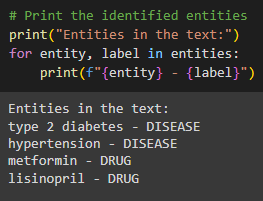 # Print the identified entities
print("Entities in the text:")
for entity, label in entities:
    print(f"{entity} - {label}")
Entities in the text:
type 2 diabetes - DISEASE
hypertension - DISEASE
metformin - DRUG
lisinopril - DRUG